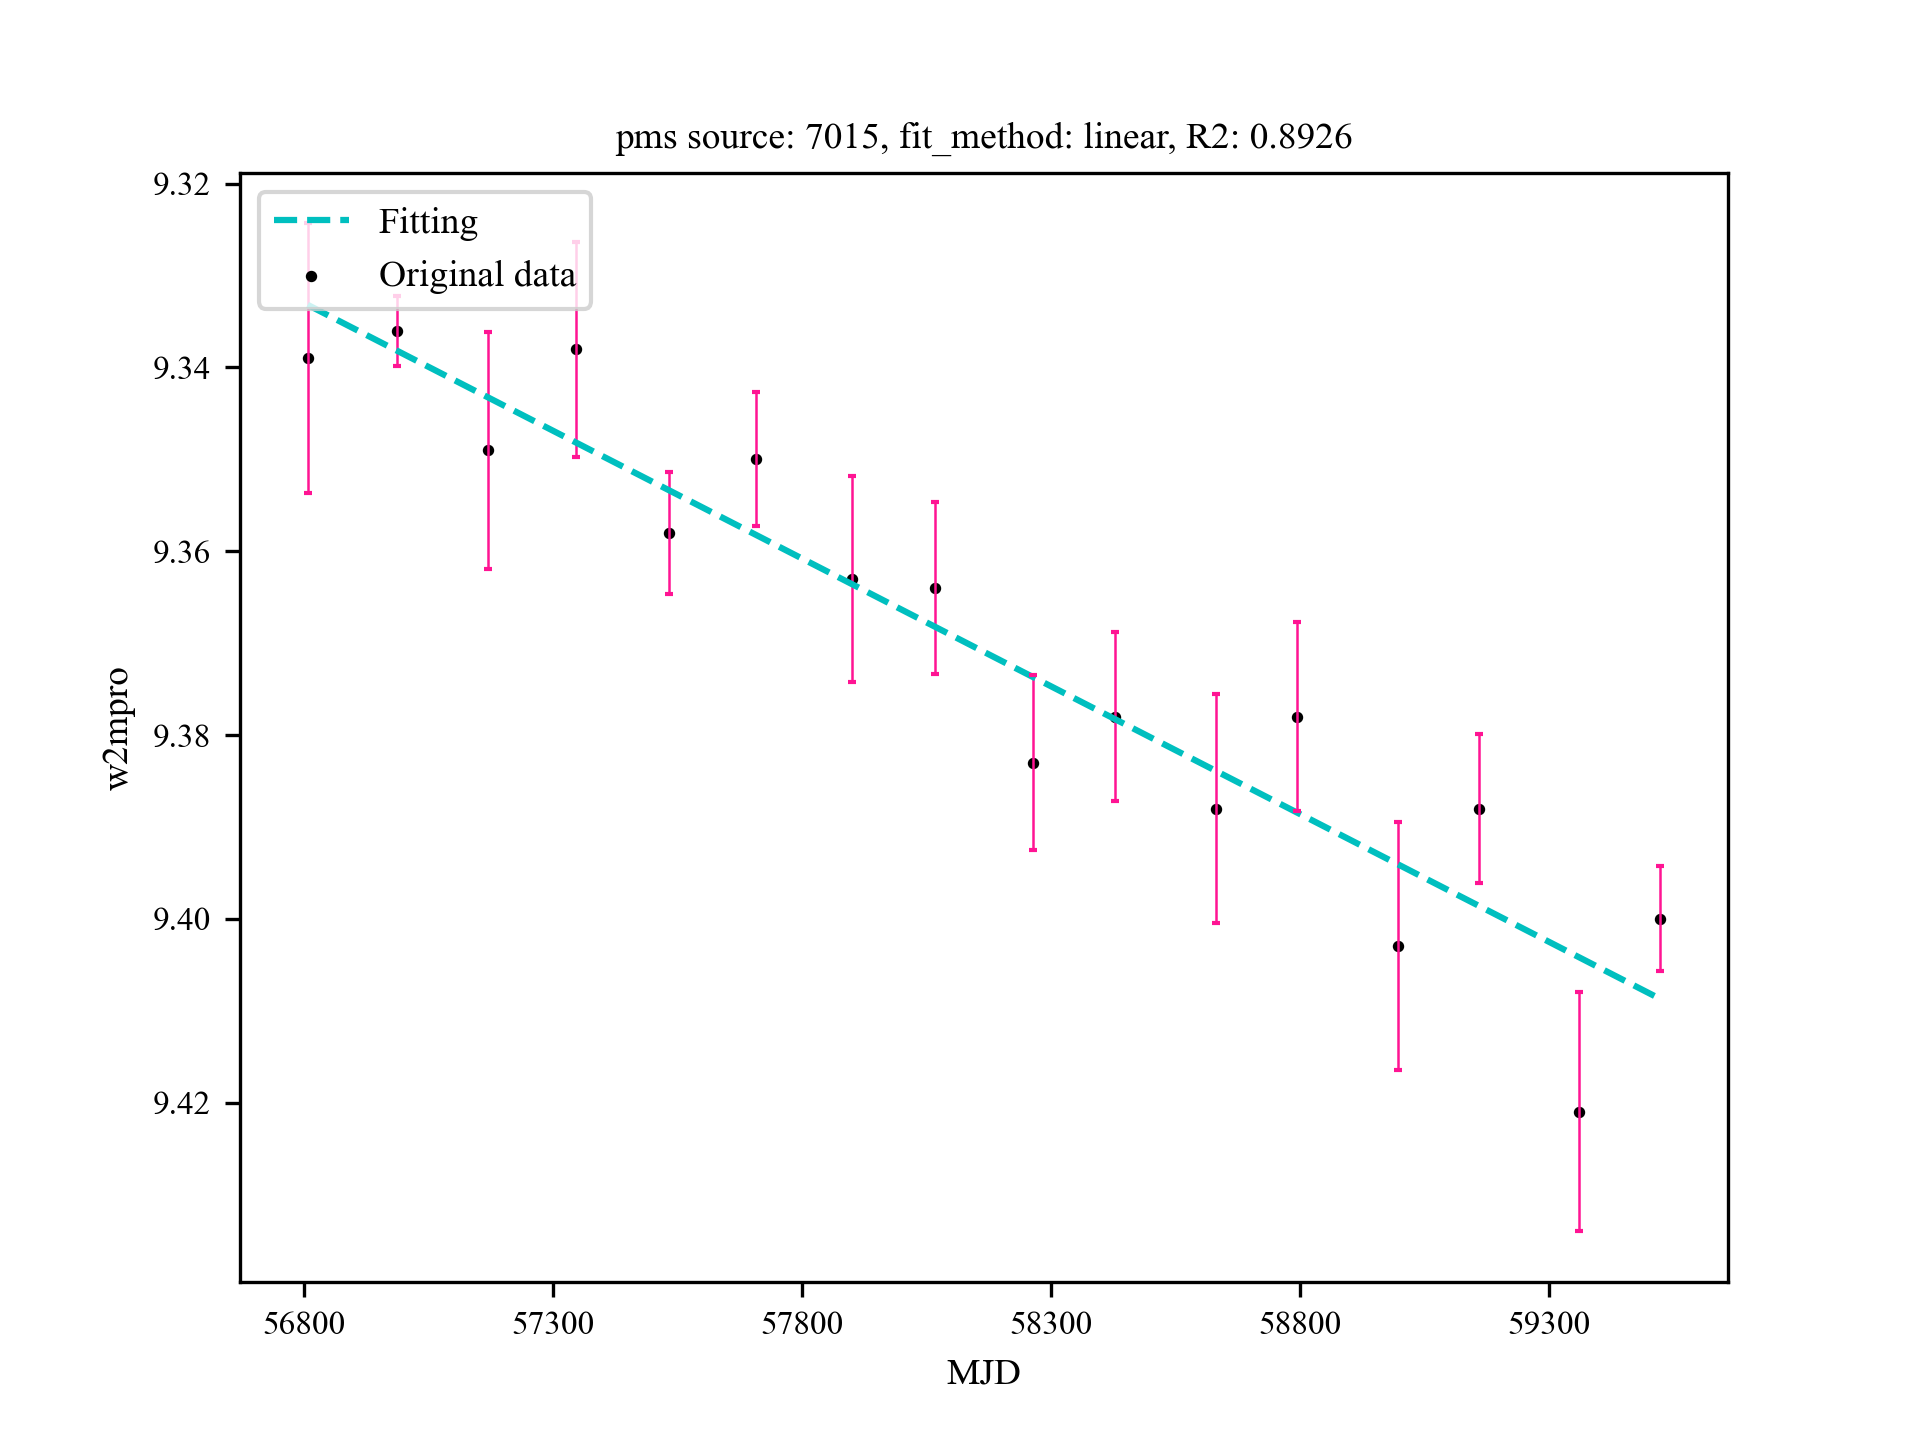 pms source: 7015, fit_method: linear, R2: 0.8926
Fitting
Original data
9.32
9.34
9.36
9.38
9.40
9.42
w2mpro
56800 57300 57800 58300 58800 59300
MJD